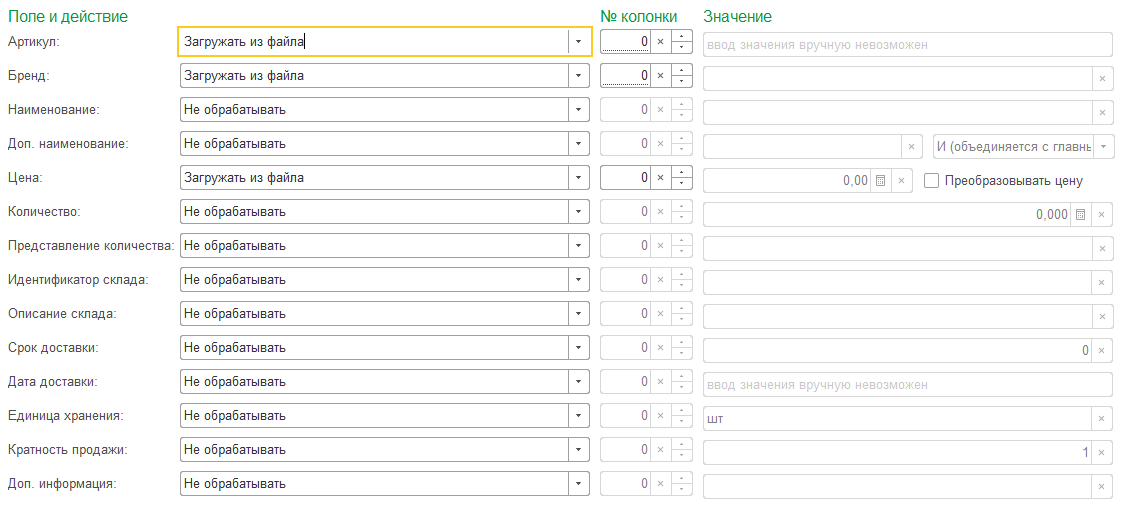 Поле и действие № колонки Значение
Артикул: Загружать из файла 0 × ввод значения вручную невозможен
Бренд: Загружать из файла 0 × ×
Наименование: Не обрабатывать 0 × ×
Доп. наименование: Не обрабатывать 0 × × И (объединяется с главны
Цена: Загружать из файла 0 × 0,00 × Преобразовывать цену
Количество: Не обрабатывать 0 × 0,000 ×
Представление количества: Не обрабатывать 0 × ×
Идентификатор склада: Не обрабатывать 0 × ×
Описание склада: Не обрабатывать 0 × ×
Срок доставки: Не обрабатывать 0 × 0 ×
Дата доставки: Не обрабатывать 0 × ввод значения вручную невозможен
Единица хранения: Не обрабатывать 0 × шт ×
Кратность продажи: Не обрабатывать 0 × 1 ×
Доп. информация: Не обрабатывать 0 × ×